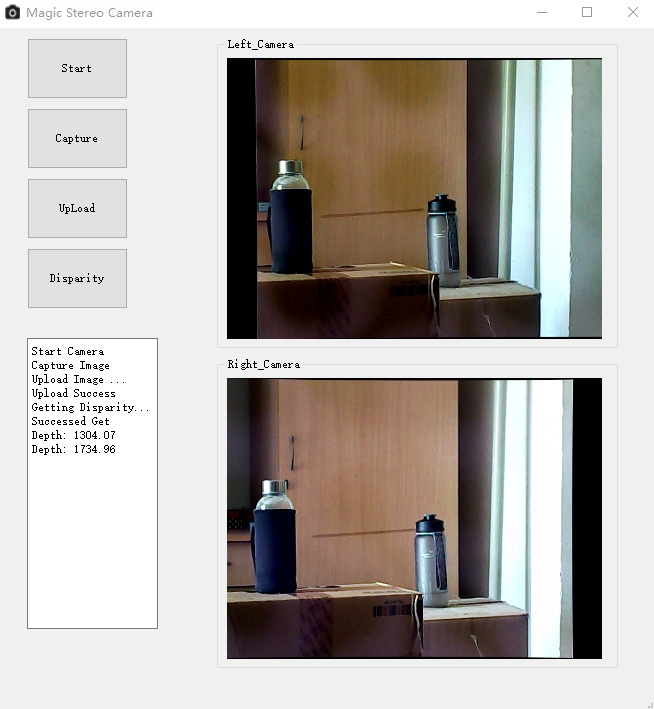 Magic Stereo Camera
Start
Capture
UpLoad
Disparity
Start Camera
Capture Image
Upload Image ...
Upload Success
Getting Disparity...
Successed Get
Depth: 1304.07
Depth: 1734.96
Left_Camera
Right_Camera